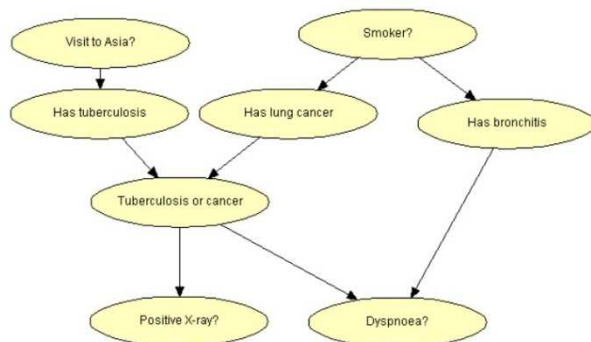 Visit to Asia?
Smoker?
Has tuberculosis
Has lung cancer
Has bronchitis
Tuberculosis or cancer
Positive X-ray?
Dyspnoea?